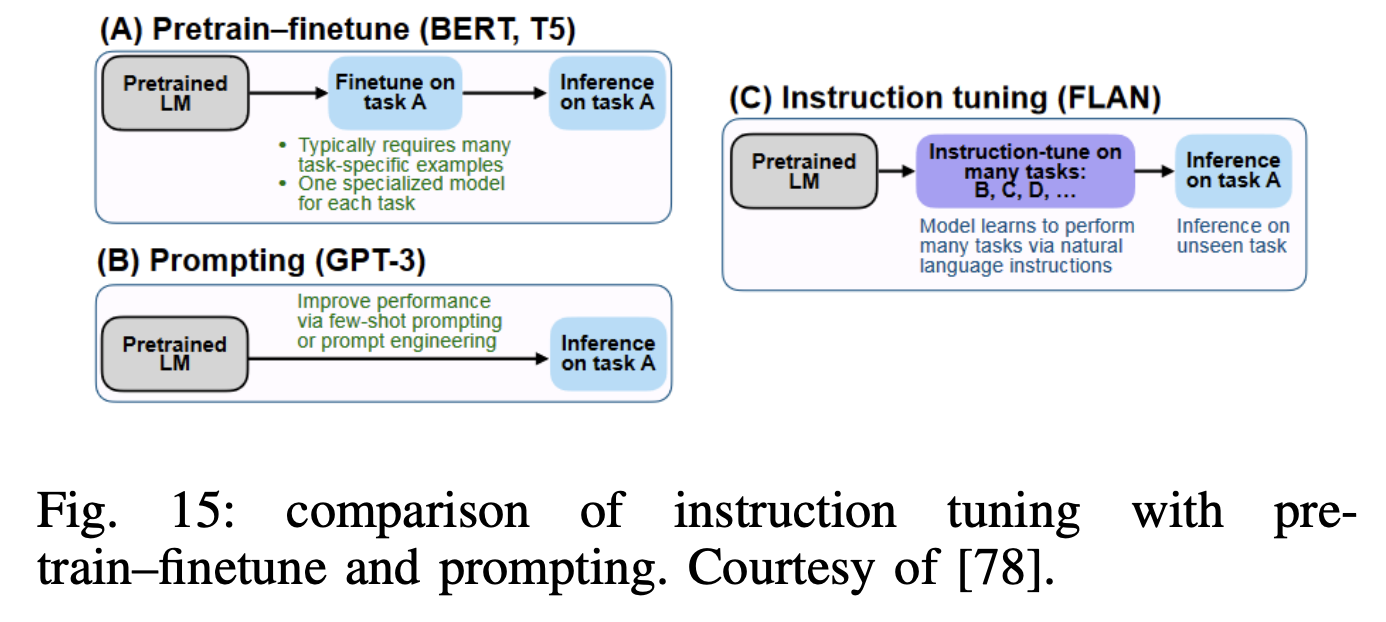 (A) Pretrain–finetune (BERT, T5)
Pretrained
LM
Finetune on
task A
Inference
on task A
• Typically requires many
task-specific examples
• One specialized model
for each task
(B) Prompting (GPT-3)
Pretrained
LM
Improve performance
via few-shot prompting
or prompt engineering
Inference
on task A
(C) Instruction tuning (FLAN)
Pretrained
LM
Instruction-tune on
many tasks:
B, C, D, …
Inference
on task A
Model learns to perform
many tasks via natural
language instructions
Inference on
unseen task
Fig. 15: comparison of instruction tuning with pre-
train–finetune and prompting. Courtesy of [78].